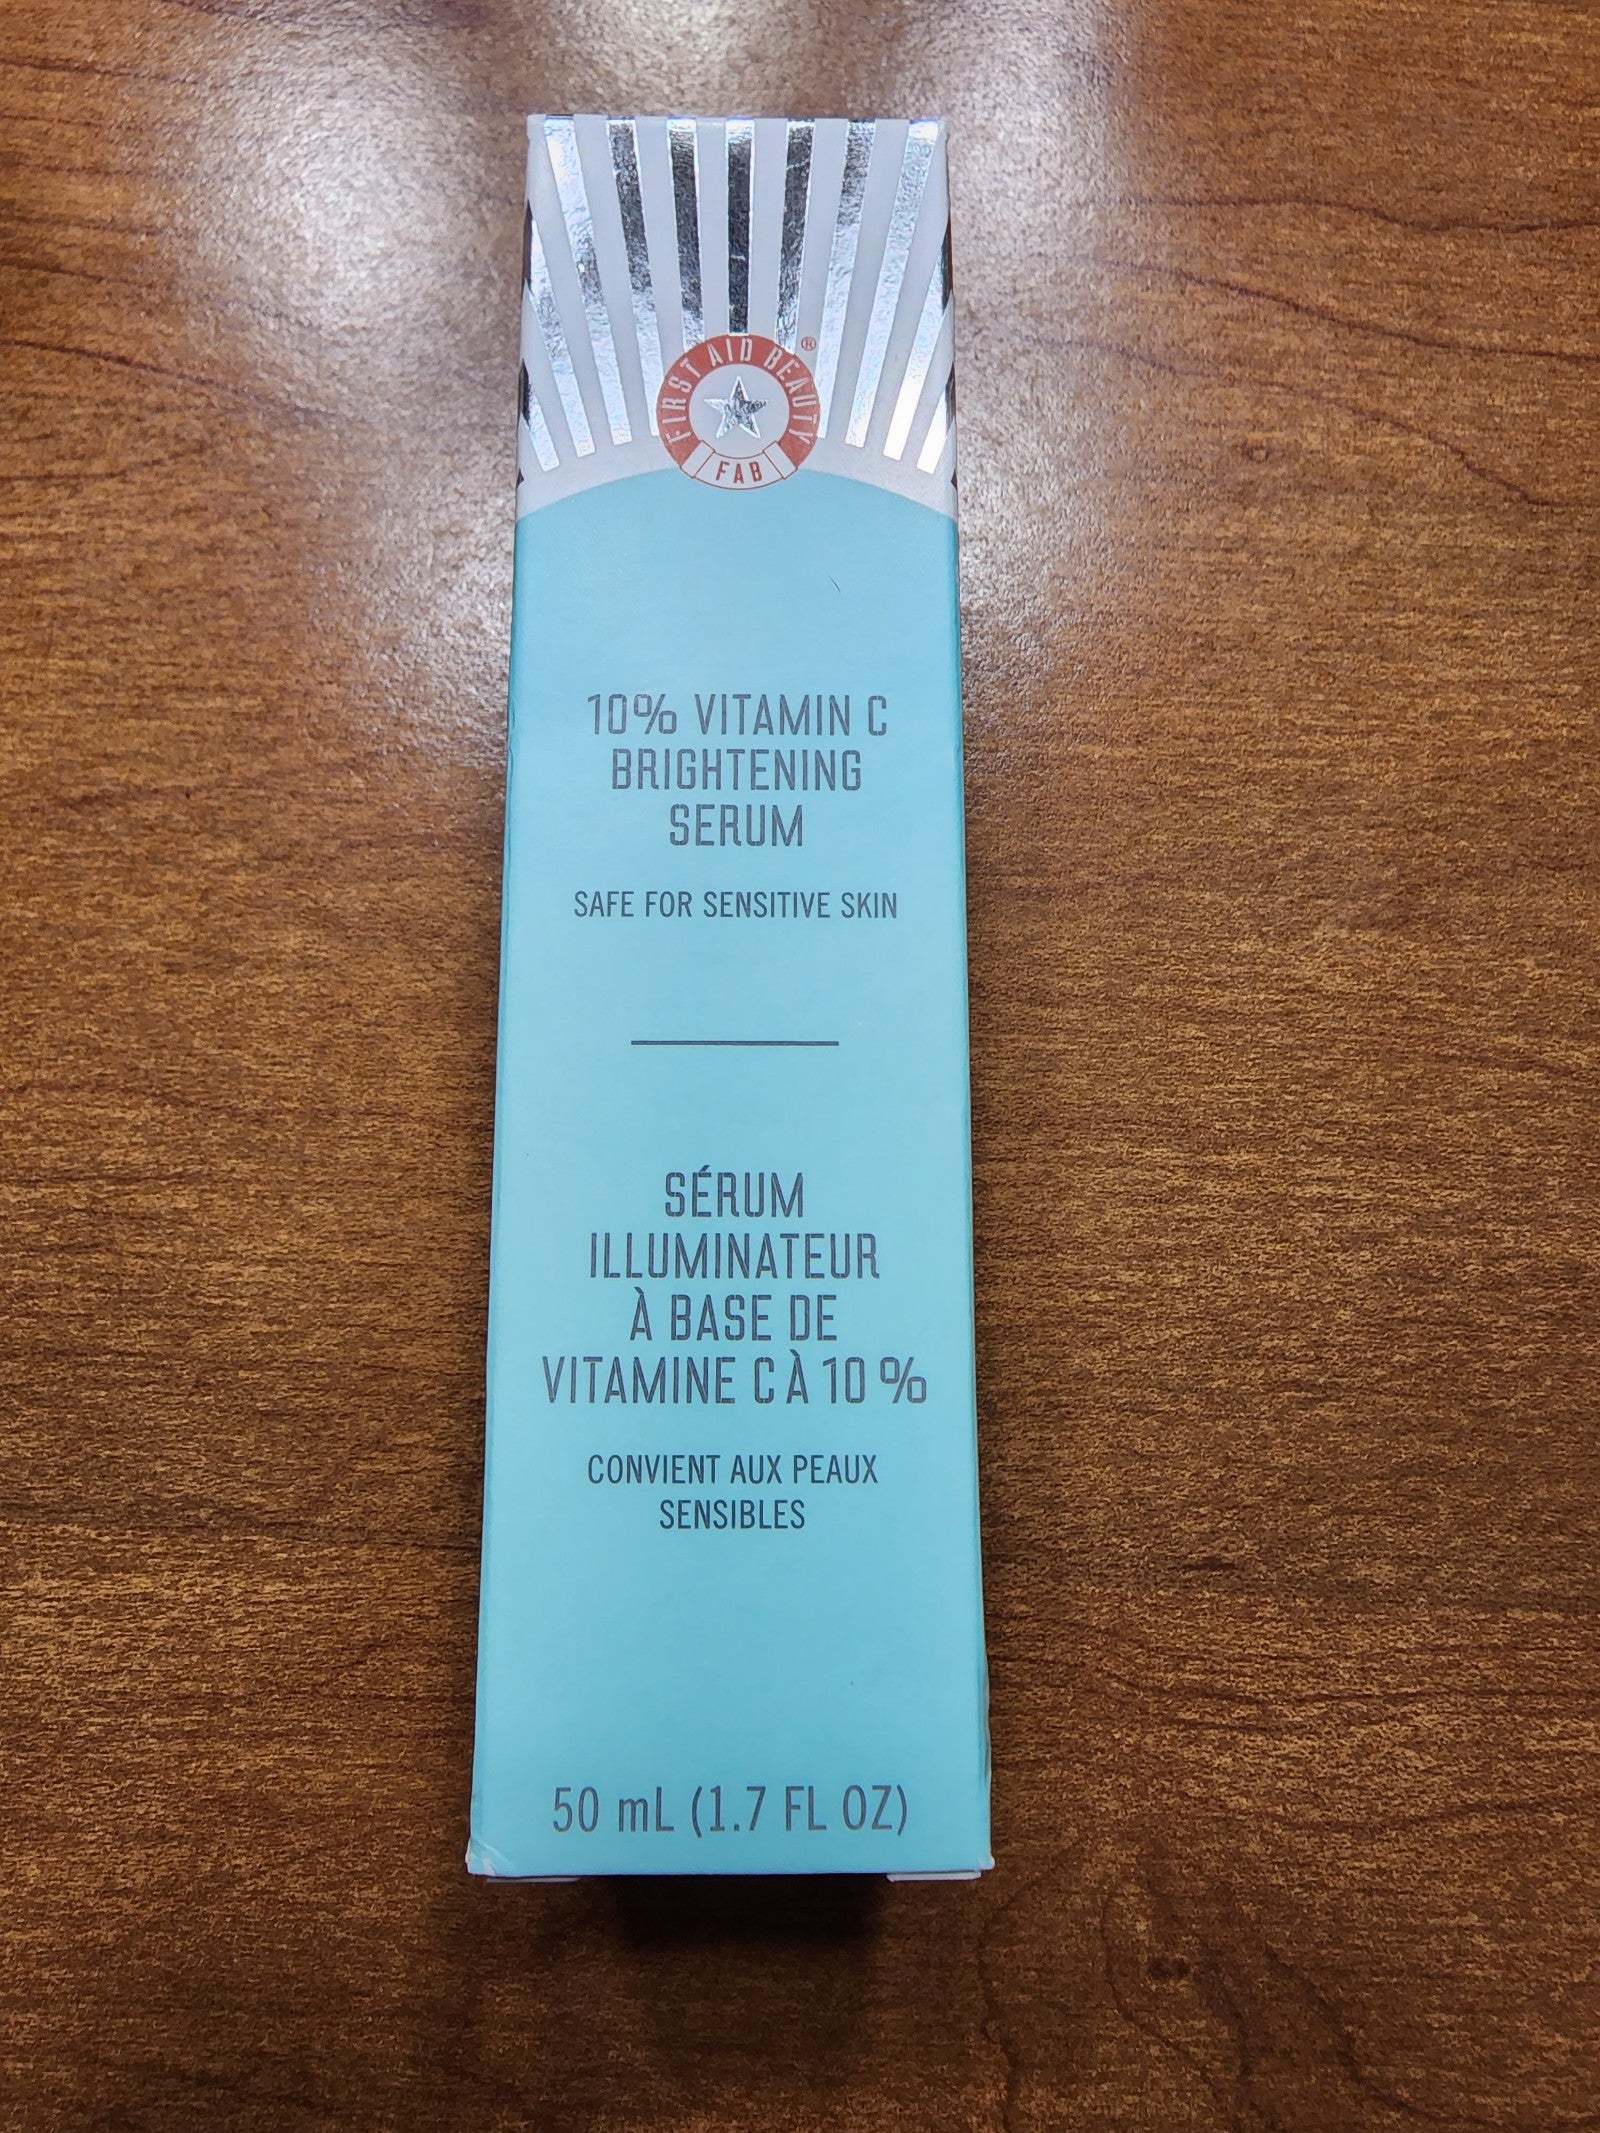 FIRST AID BEAUTY®
FAB
10% VITAMIN C
BRIGHTENING
SERUM
SAFE FOR SENSITIVE SKIN
SÉRUM
ILLUMINATEUR
À BASE DE
VITAMINE C À 10 %
CONVIENT AUX PEAUX
SENSIBLES
50 mL (1.7 FL OZ)